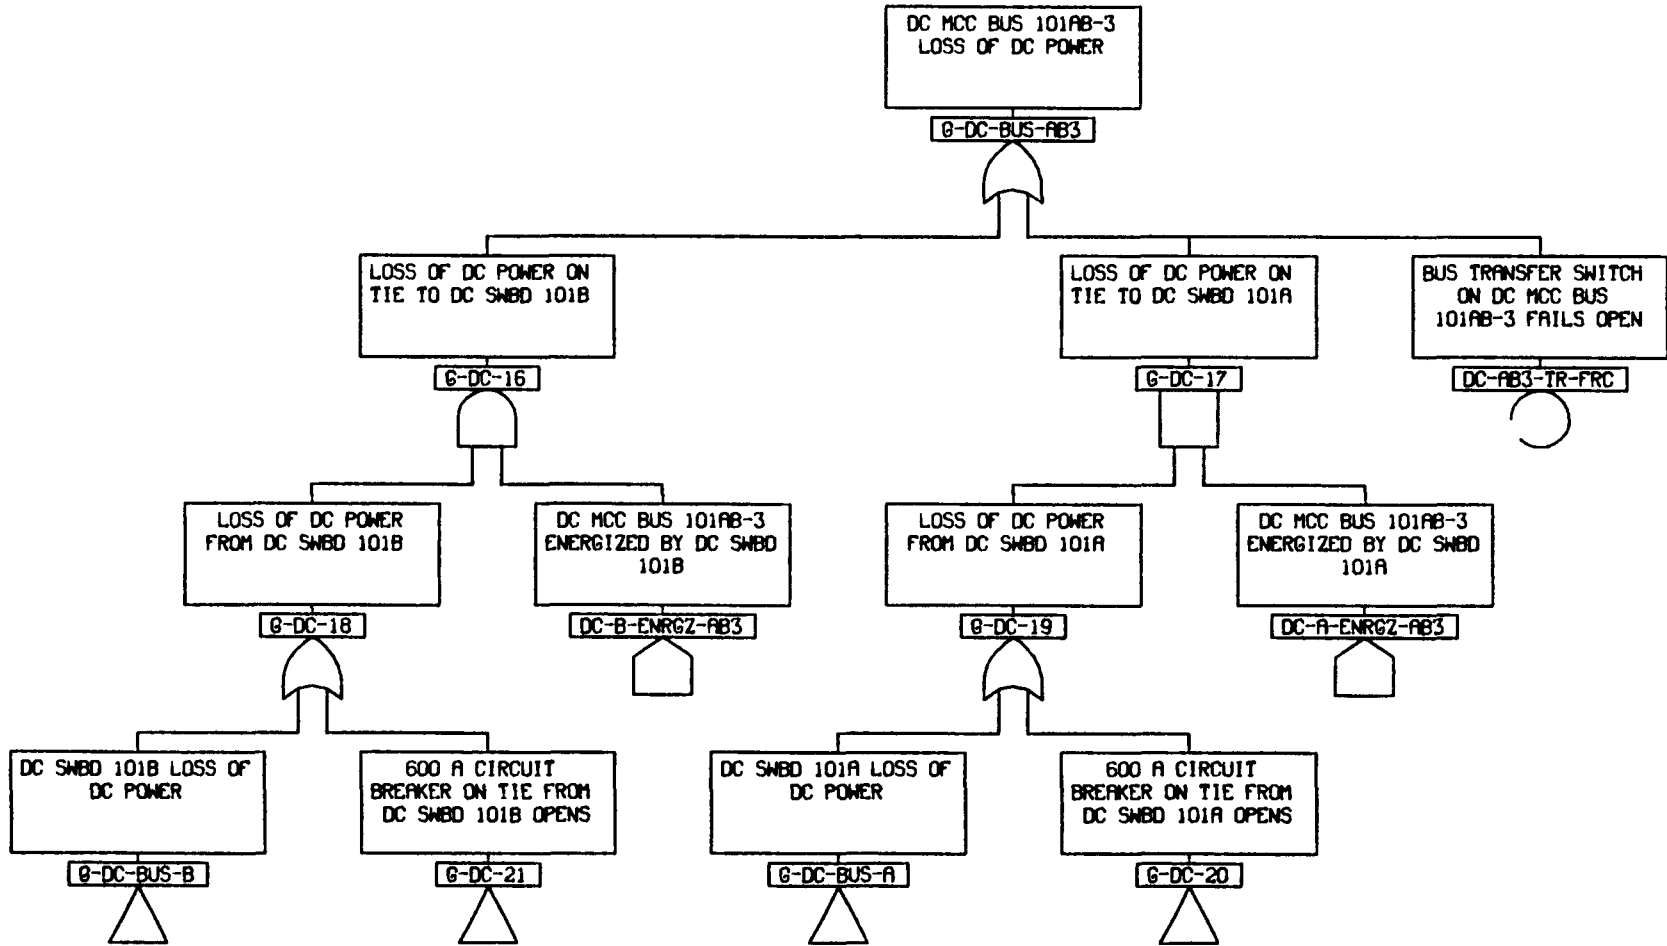 DC MCC BUS 101AB-3
LOSS OF DC POWER
G-DC-BUS-AB3
LOSS OF DC POWER ON
TIE TO DC SWBD 101B
G-DC-16
LOSS OF DC POWER ON
TIE TO DC SWBD 101A
G-DC-17
BUS TRANSFER SWITCH
ON DC MCC BUS
101AB-3 FAILS OPEN
DC-AB3-TR-FRC
LOSS OF DC POWER
FROM DC SWBD 101B
G-DC-18
DC MCC BUS 101AB-3
ENERGIZED BY DC SWBD
101B
DC-B-ENRGZ-AB3
LOSS OF DC POWER
FROM DC SWBD 101A
G-DC-19
DC MCC BUS 101AB-3
ENERGIZED BY DC SWBD
101A
DC-A-ENRGZ-AB3
DC SWBD 101B LOSS OF
DC POWER
G-DC-BUS-B
600 A CIRCUIT
BREAKER ON TIE FROM
DC SWBD 101B OPENS
G-DC-21
DC SWBD 101A LOSS OF
DC POWER
G-DC-BUS-A
600 A CIRCUIT
BREAKER ON TIE FROM
DC SWBD 101A OPENS
G-DC-20